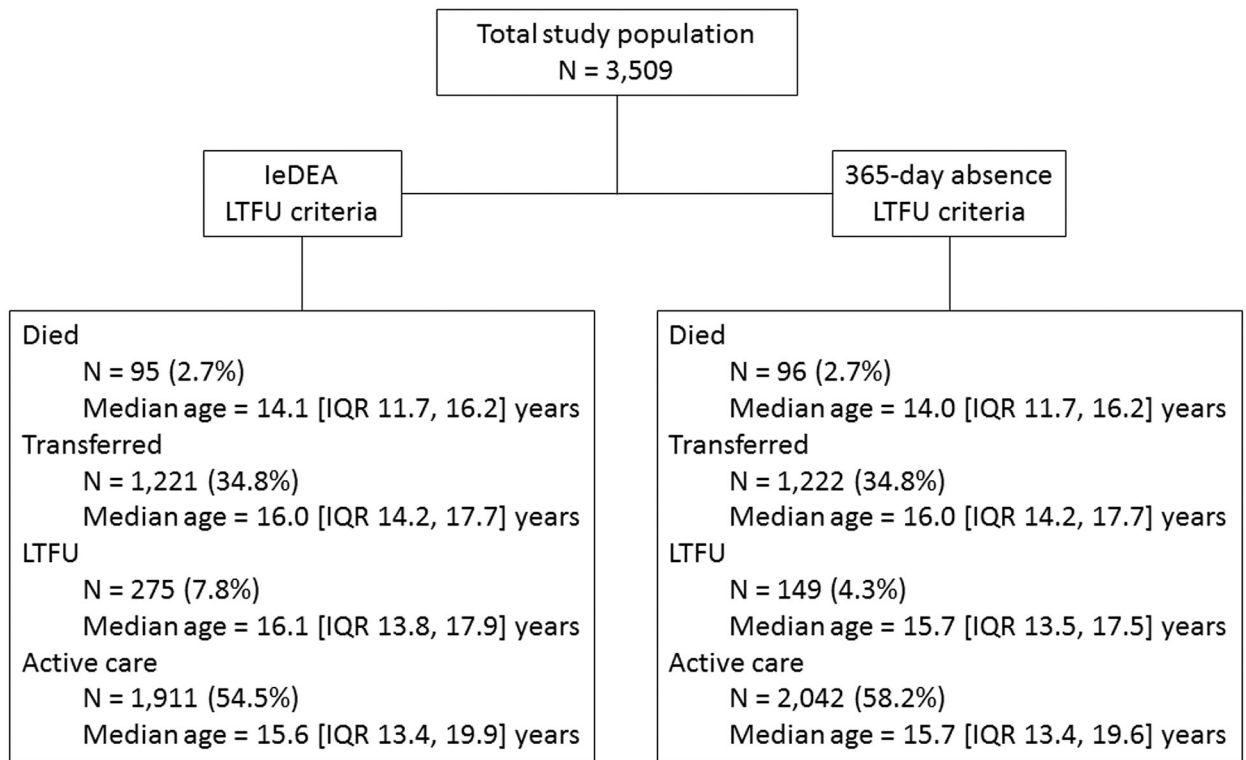 Total study population
N = 3,509
IeDEA
LTFU criteria
365-day absence
LTFU criteria
Died
N = 95 (2.7%)
Median age = 14.1 [IQR 11.7, 16.2] years
Transferred
N = 1,221 (34.8%)
Median age = 16.0 [IQR 14.2, 17.7] years
LTFU
N = 275 (7.8%)
Median age = 16.1 [IQR 13.8, 17.9] years
Active care
N = 1,911 (54.5%)
Median age = 15.6 [IQR 13.4, 19.9] years
Died
N = 96 (2.7%)
Median age = 14.0 [IQR 11.7, 16.2] years
Transferred
N = 1,222 (34.8%)
Median age = 16.0 [IQR 14.2, 17.7] years
LTFU
N = 149 (4.3%)
Median age = 15.7 [IQR 13.5, 17.5] years
Active care
N = 2,042 (58.2%)
Median age = 15.7 [IQR 13.4, 19.6] years